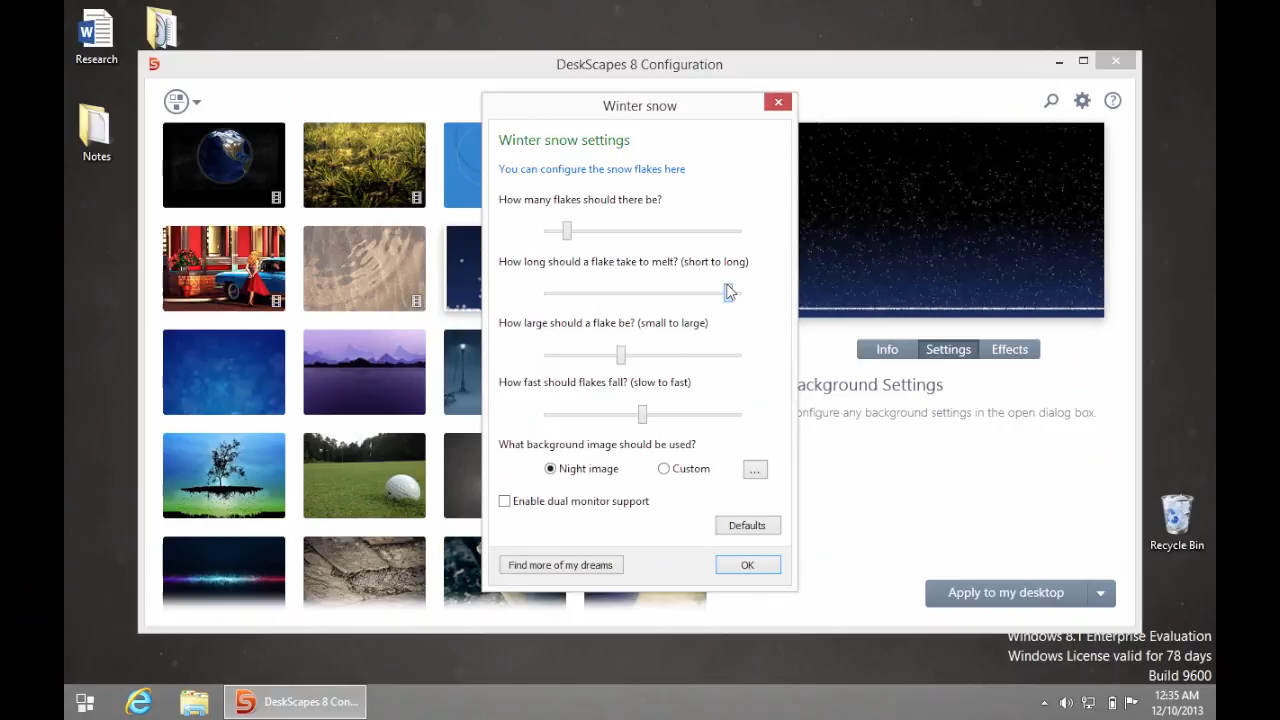 Research
Notes
DeskScapes 8 Configuration
Winter snow
Winter snow settings
You can configure the snow flakes here
How many flakes should there be?
How long should a flake take to melt? (short to long)
How large should a flake be? (small to large)
How fast should flakes fall? (slow to fast)
What background image should be used?
Night image
Custom
...
Enable dual monitor support
Defaults
Find more of my dreams
OK
Info
Settings
Effects
ackground Settings
onfigure any background settings in the open dialog box.
Apply to my desktop
Recycle Bin
Windows 8.1 Enterprise Evaluation
Windows License valid for 78 days
Build 9600
DeskScapes 8 Con...
12:35 AM
12/10/2013